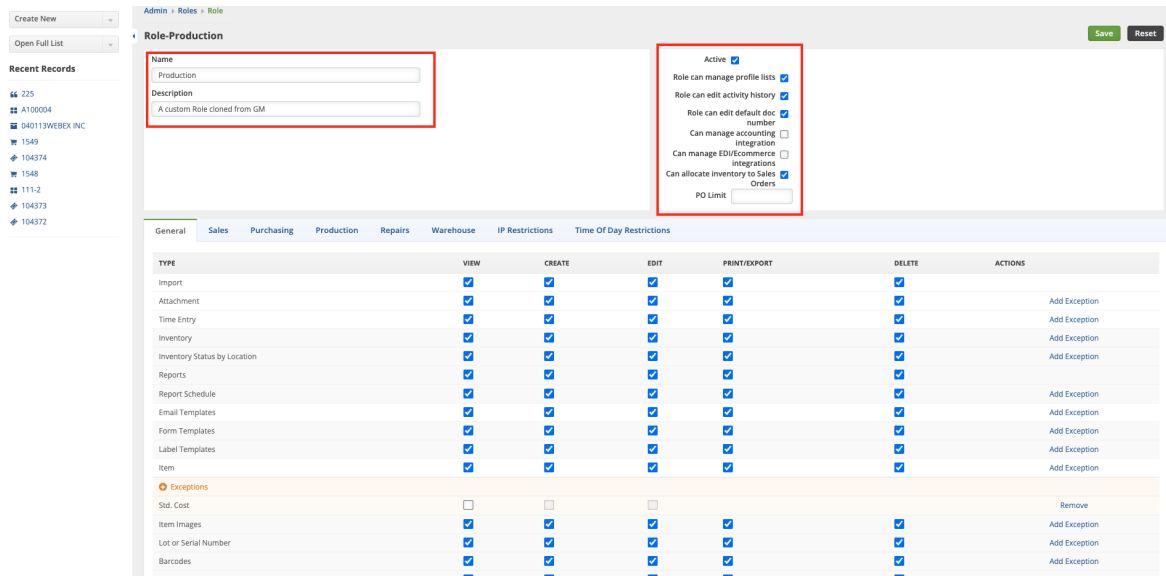 Create New
Open Full List
Recent Records
225
A100004
040113WEBEX INC
1549
104374
1548
111-2
104373
104372
Admin › Roles › Role
Role-Production
Save Reset
Name
Production
Description
A custom Role cloned from GM
Active
Role can manage profile lists
Role can edit activity history
Role can edit default doc
number
Can manage accounting
integration
Can manage EDI/Ecommerce
integrations
Can allocate inventory to Sales
Orders
PO Limit
General Sales Purchasing Production Repairs Warehouse IP Restrictions Time Of Day Restrictions
TYPE VIEW CREATE EDIT PRINT/EXPORT DELETE ACTIONS
Import
Attachment Add Exception
Time Entry Add Exception
Inventory Add Exception
Inventory Status by Location Add Exception
Reports
Report Schedule Add Exception
Email Templates Add Exception
Form Templates Add Exception
Label Templates Add Exception
Item Add Exception
Exceptions
Std. Cost Remove
Item Images Add Exception
Lot or Serial Number Add Exception
Barcodes Add Exception